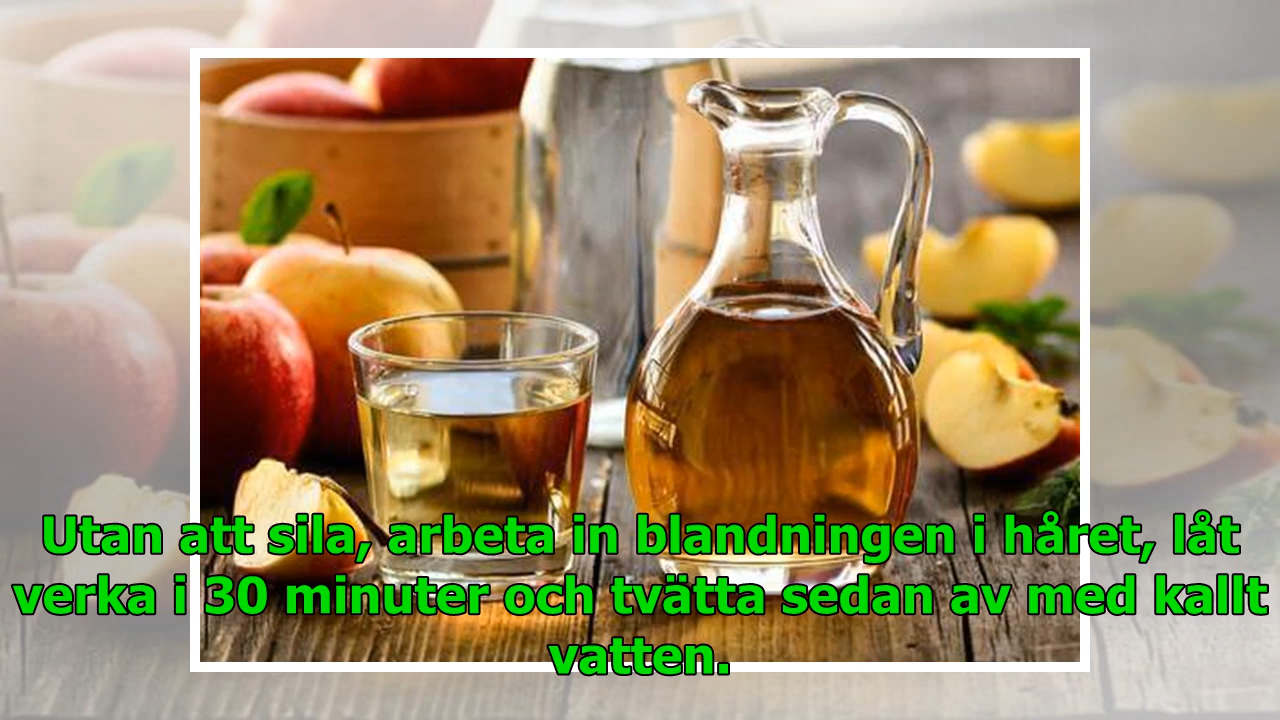 Utan att sila, arbeta in blandningen i håret, låt
verka i 30 minuter och tvätta sedan av med kallt
vatten.